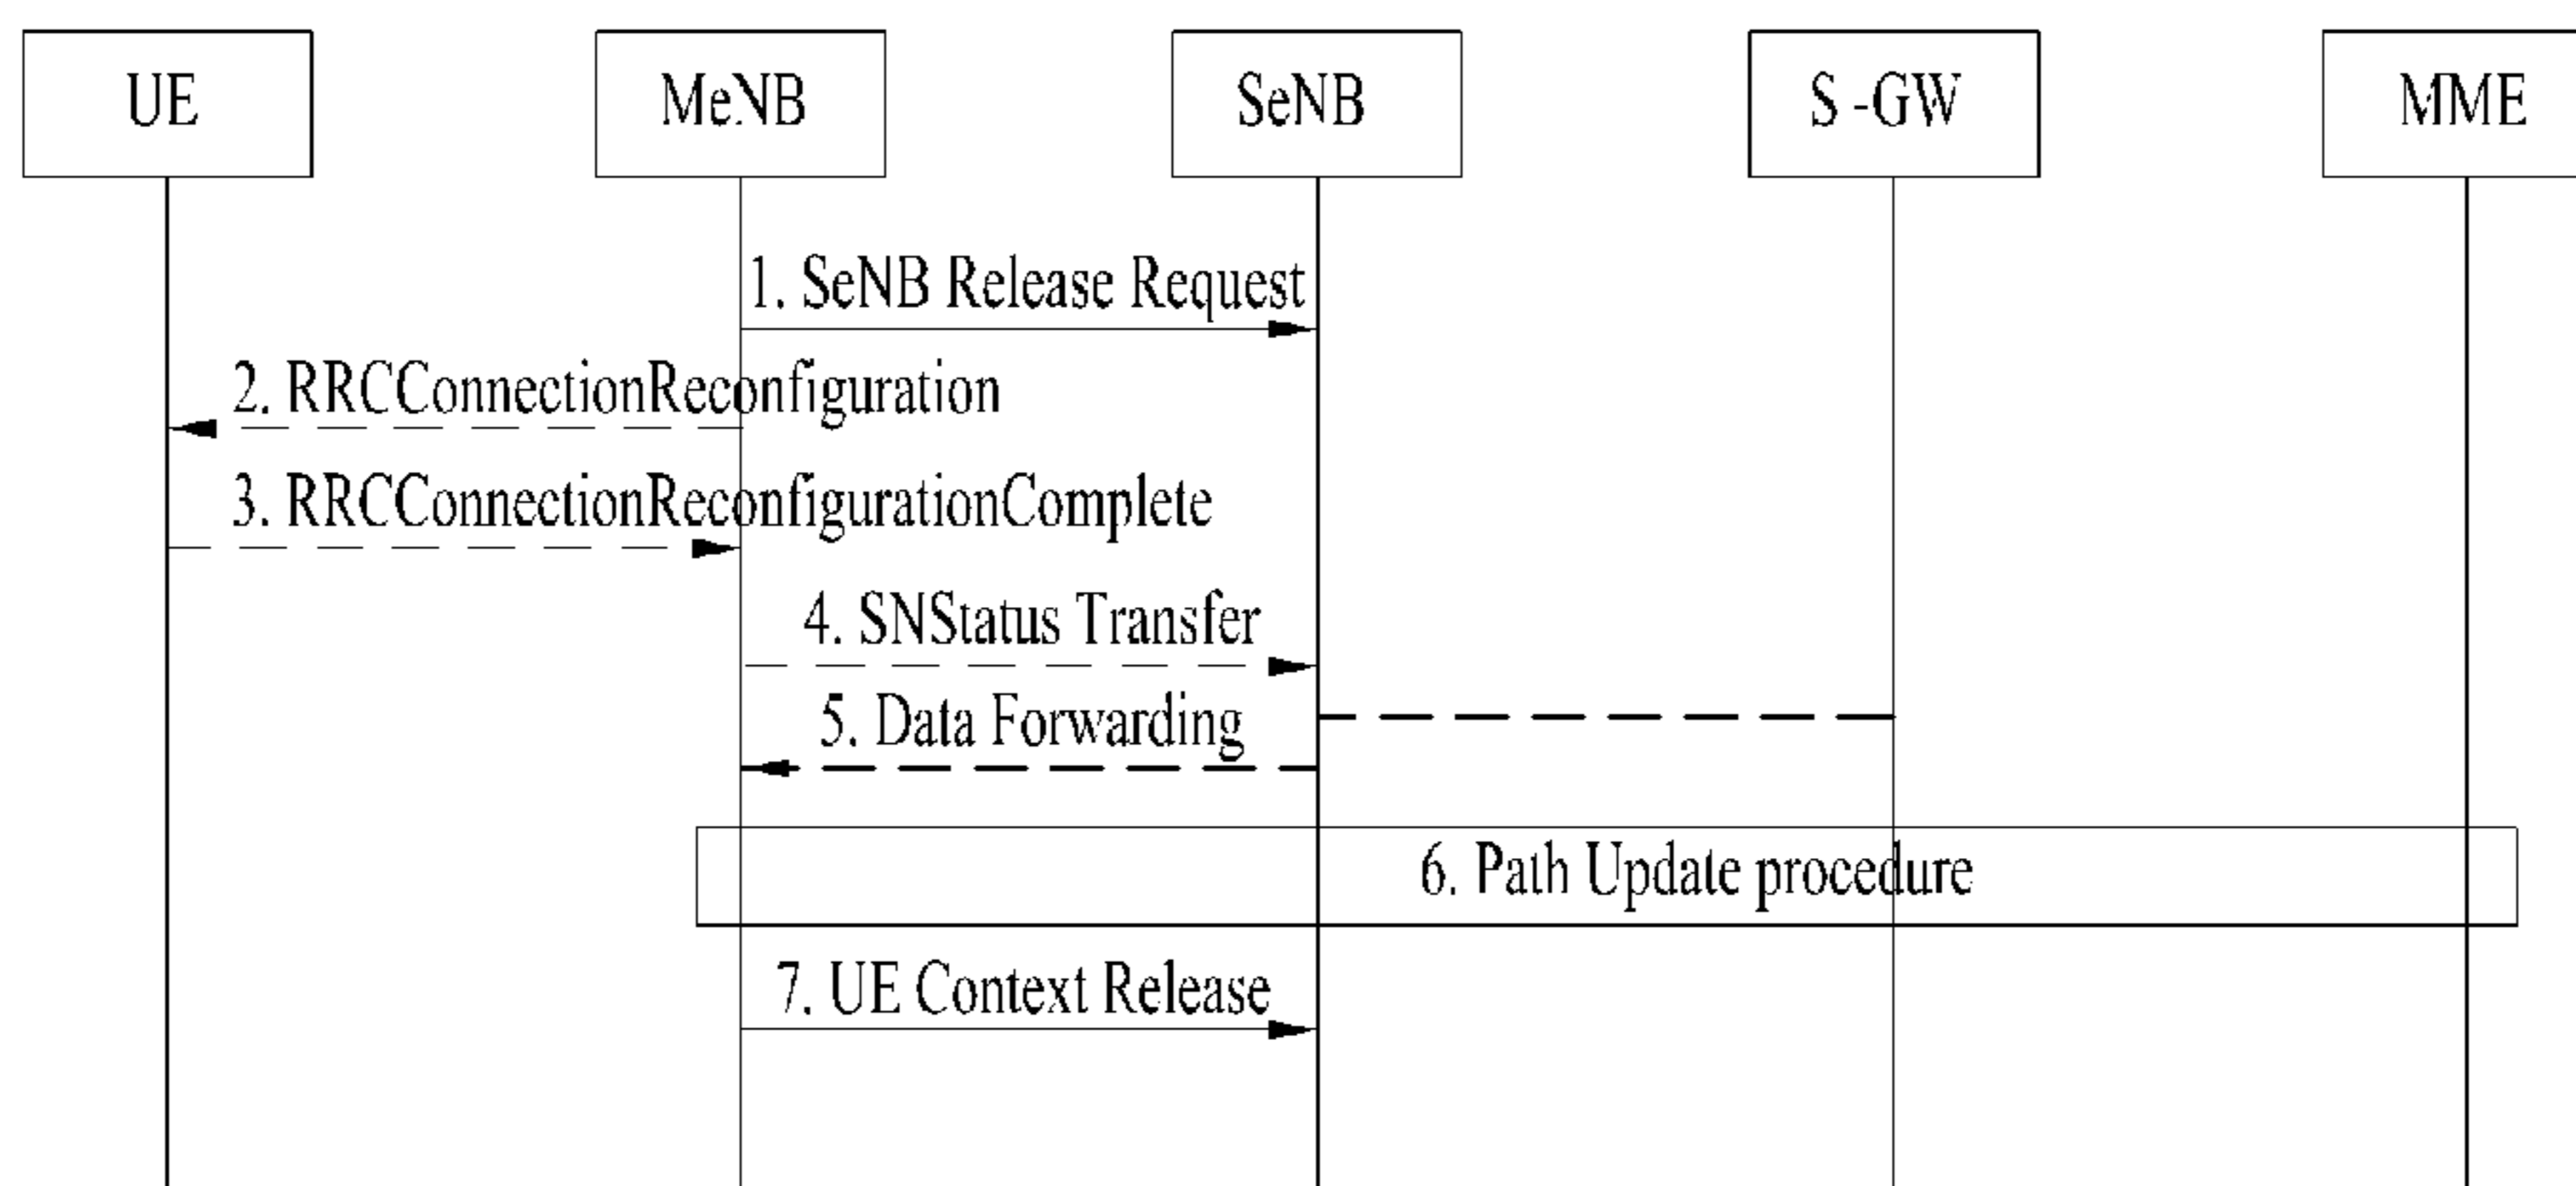 UE
MeNB
SeNB
S -GW
MME
1. SeNB Release Request
2. RRCConnectionReconfiguration
3. RRCConnectionReconfigurationComplete
4. SNStatus Transfer
5. Data Forwarding
6. Path Update procedure
7. UE Context Release